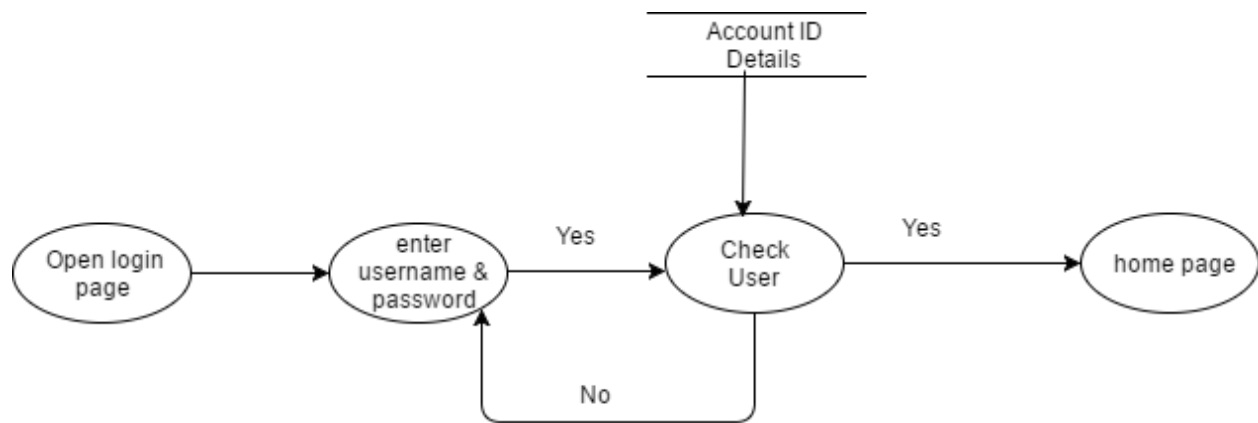 Account ID
Details
Open login
page
enter
username &
password
Yes
Check
User
Yes
home page
No